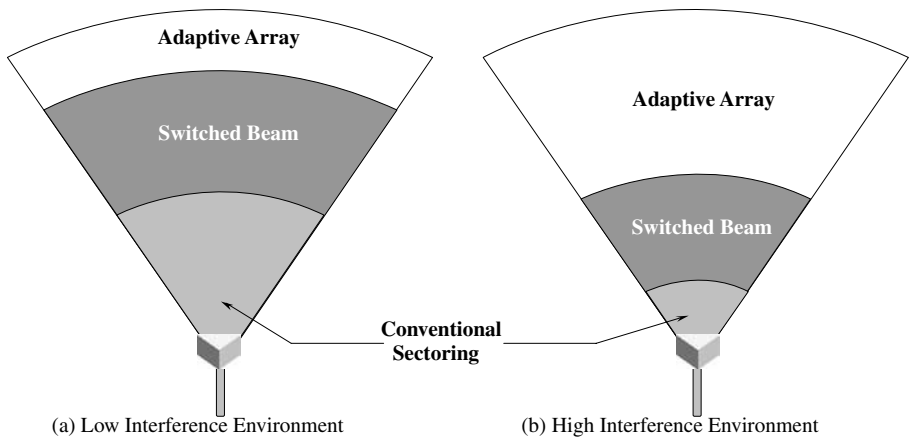 Adaptive Array
Switched Beam
Adaptive Array
Switched Beam
Conventional
Sectoring
(a) Low Interference Environment
(b) High Interference Environment